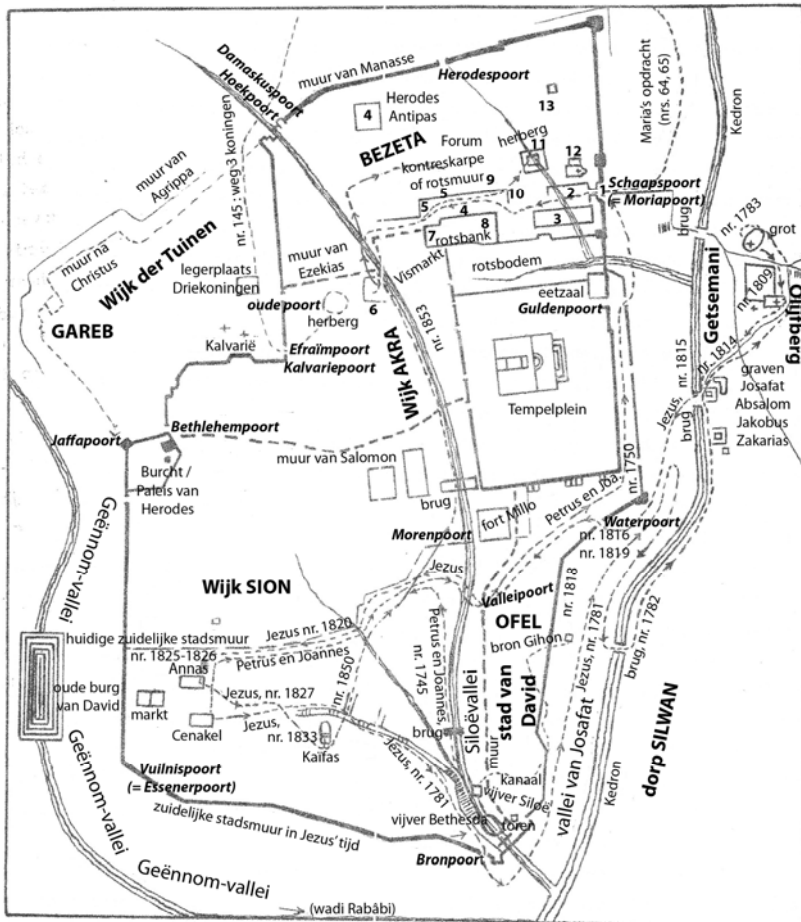 Damaskuspoort
Hoekpoort
muur van Manasse
Herodespoort
Maria's opdracht
(nrs. 64, 65)
Kedron
4
Herodes
Antipas
13
BEZETA
Forum
herberg
11
12
kontreskarpe
of rotsmuur
5
9
10
2
1
Schaapspoort
(= Moriapoort)
5
4
3
7
8
rotsbank
muur van
Agrippa
nr. 145 : weg 3 koningen
muur na
Christus
Wijk der Tuinen
GAREB
legerplaats
Driekoningen
muur van
Ezekias
Vismarkt
rotsbodem
brug
nr. 1783
grot
nr. 1809
Getsemani
Olijfberg
oude poort
herberg
6
eetzaal
Guldenpoort
nr. 1853
Kalvarië
Efraïmpoort
Kalvariepoort
Wijk AKRA
Tempelplein
nr. 1814
Jezus, nr. 1815
brug
graven
Josafat
Absalom
Jakobus
Zakarias
Jaffapoort
Bethlehempoort
Burcht /
Paleis van
Herodes
muur van Salomon
brug
fort Millo
Petrus en Joa.
nr. 1750
Morenpoort
Waterpoort
nr. 1816
nr. 1819
Geënnom-vallei
Wijk SION
Jezus
Valleipoort
OFEL
nr. 1818
bron Gihon
huidige zuidelijke stadsmuur
Jezus nr. 1820
nr. 1825-1826
Petrus en Joannes
Annas
nr. 1850
Petrus en Joannes,
nr. 1745
Siloëvallei
stad van
David
Jezus, nr. 1781
brug, nr. 1782
vallei van Josafat
oude burg
van David
markt
Jezus, nr. 1827
Cenakel
Jezus,
nr. 1833
Kaïfas
brug
muur
dorp SILWAN
Kedron
Jezus, nr. 1781
Vuilnispoort
(= Essenerpoort)
kanaal
vijver Siloë
zuidelijke stadsmuur in Jezus' tijd
vijver Bethesda
toren
Bronpoort
Geënnom-vallei
Geënnom-vallei
(wadi Rabâbi)